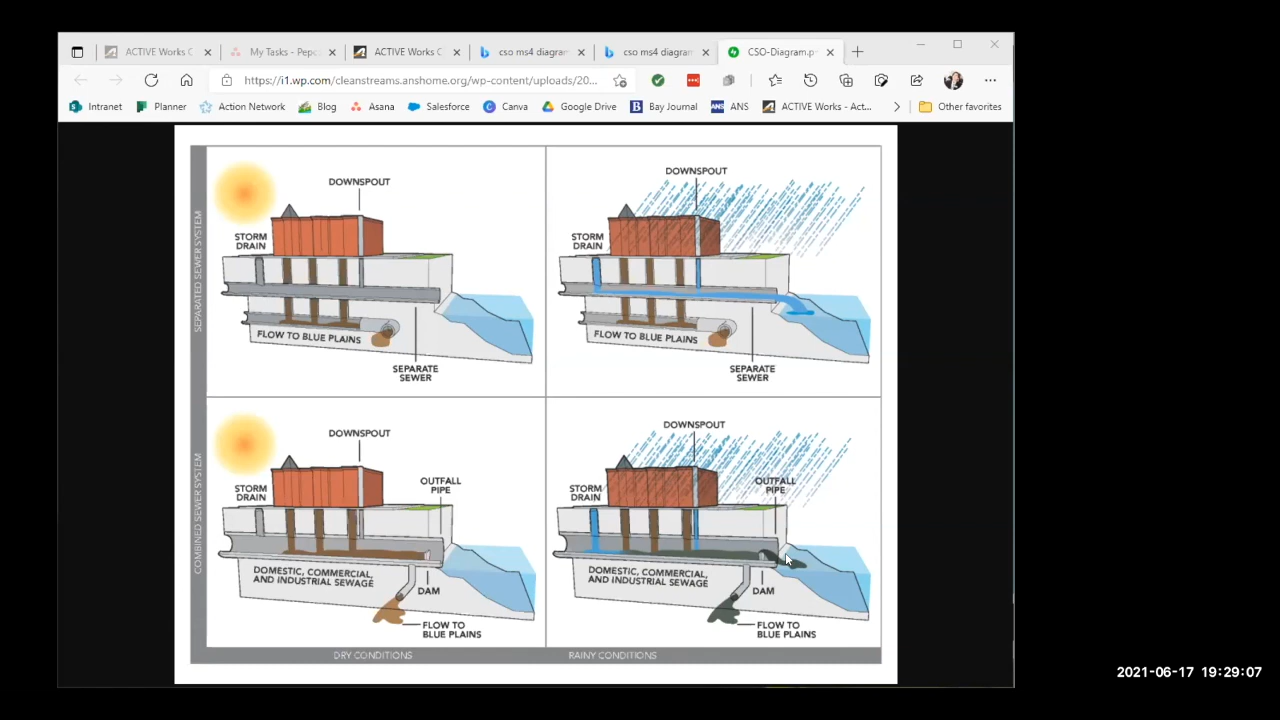 ACTIVE Works C
My Tasks - Pepc
ACTIVE Works C
cso ms4 diagram
cso ms4 diagram
CSO-Diagram.p
https://i1.wp.com/cleanstreams.anshome.org/wp-content/uploads/20...
Intranet
Planner
Action Network
Blog
Asana
Salesforce
Canva
Google Drive
Bay Journal
ANS
ACTIVE Works - Act...
Other favorites
SEPARATED SEWER SYSTEM
DOWNSPOUT
STORM
DRAIN
FLOW TO BLUE PLAINS
SEPARATE
SEWER
DOWNSPOUT
STORM
DRAIN
FLOW TO BLUE PLAINS
SEPARATE
SEWER
COMBINED SEWER SYSTEM
DOWNSPOUT
OUTFALL
PIPE
STORM
DRAIN
DOMESTIC, COMMERCIAL,
AND INDUSTRIAL SEWAGE
DAM
FLOW TO
BLUE PLAINS
DOWNSPOUT
OUTFALL
PIPE
STORM
DRAIN
DOMESTIC, COMMERCIAL,
AND INDUSTRIAL SEWAGE
DAM
FLOW TO
BLUE PLAINS
DRY CONDITIONS
RAINY CONDITIONS
2021-06-17 19:29:07